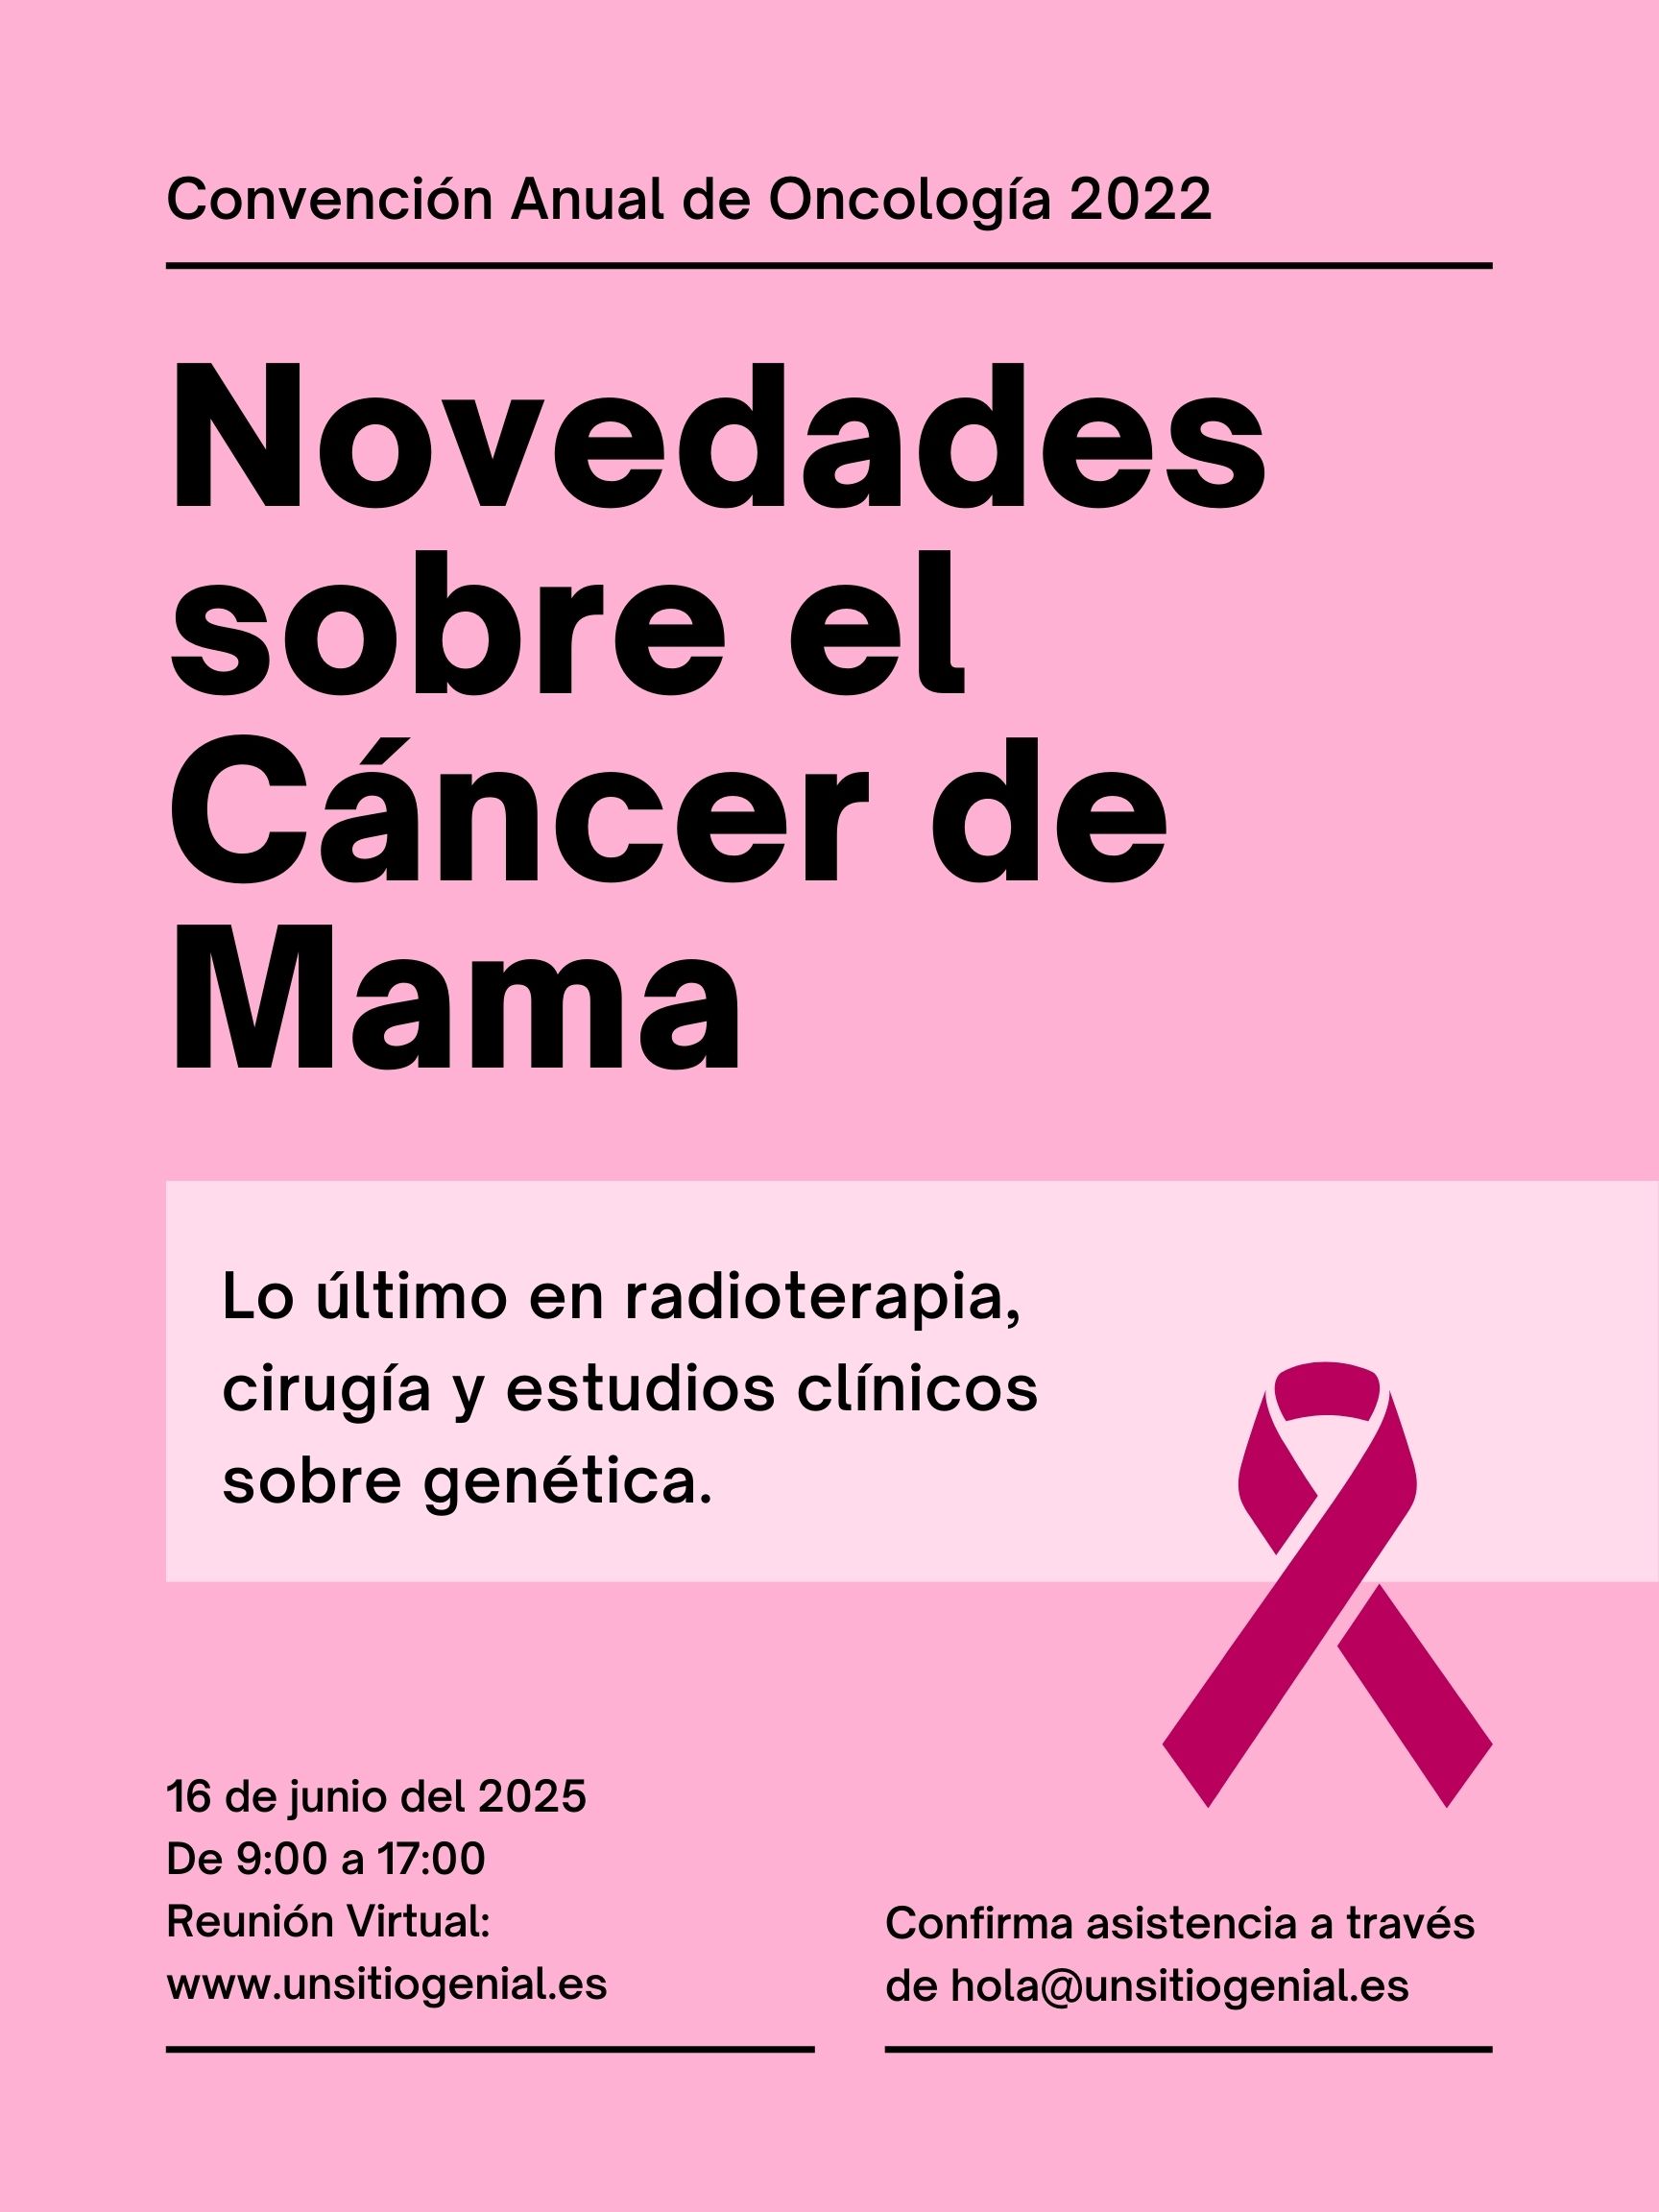 Convención Anual de Oncología 2022
Novedades
sobre el
Cáncer de
Mama
Lo último en radioterapia,
cirugía y estudios clínicos
sobre genética.
16 de junio del 2025
De 9:00 a 17:00
Reunión Virtual:
www.unsitiogenial.es
Confirma asistencia a través
de hola@unsitiogenial.es